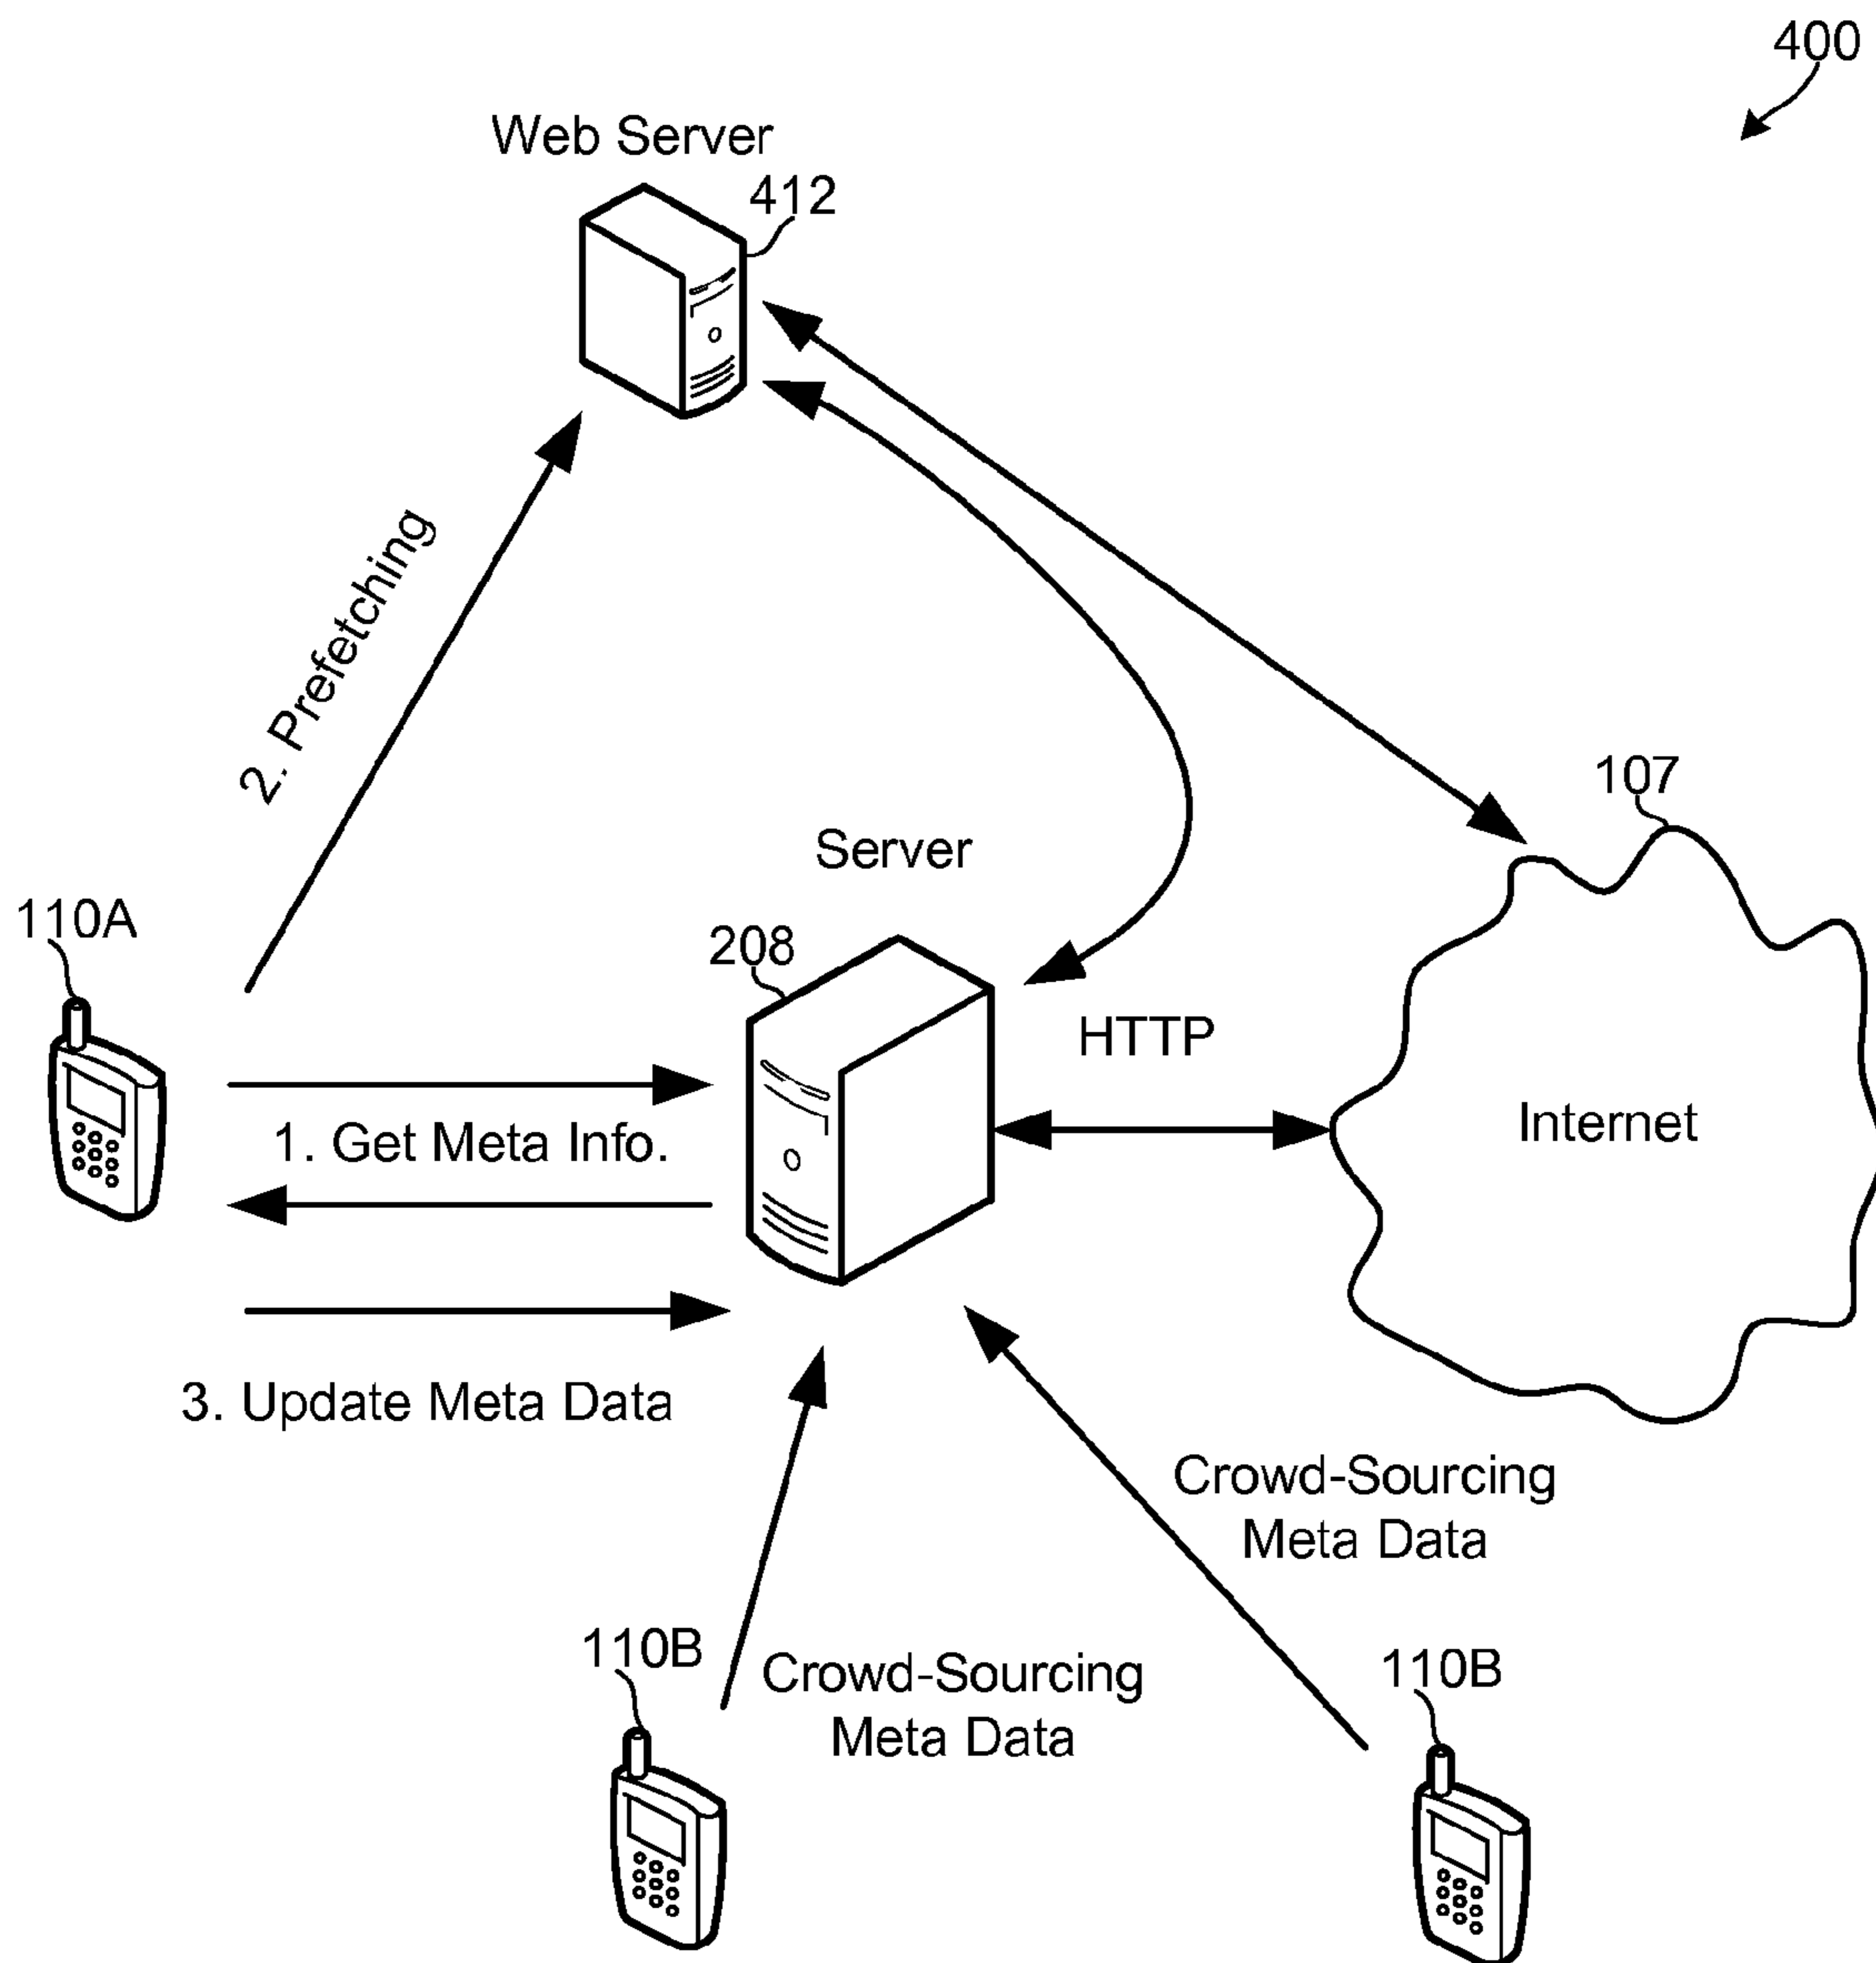 400
Web Server
412
2. Prefetching
107
Server
110A
208
HTTP
Internet
1. Get Meta Info.
3. Update Meta Data
Crowd-Sourcing
Meta Data
110B
Crowd-Sourcing
Meta Data
110B